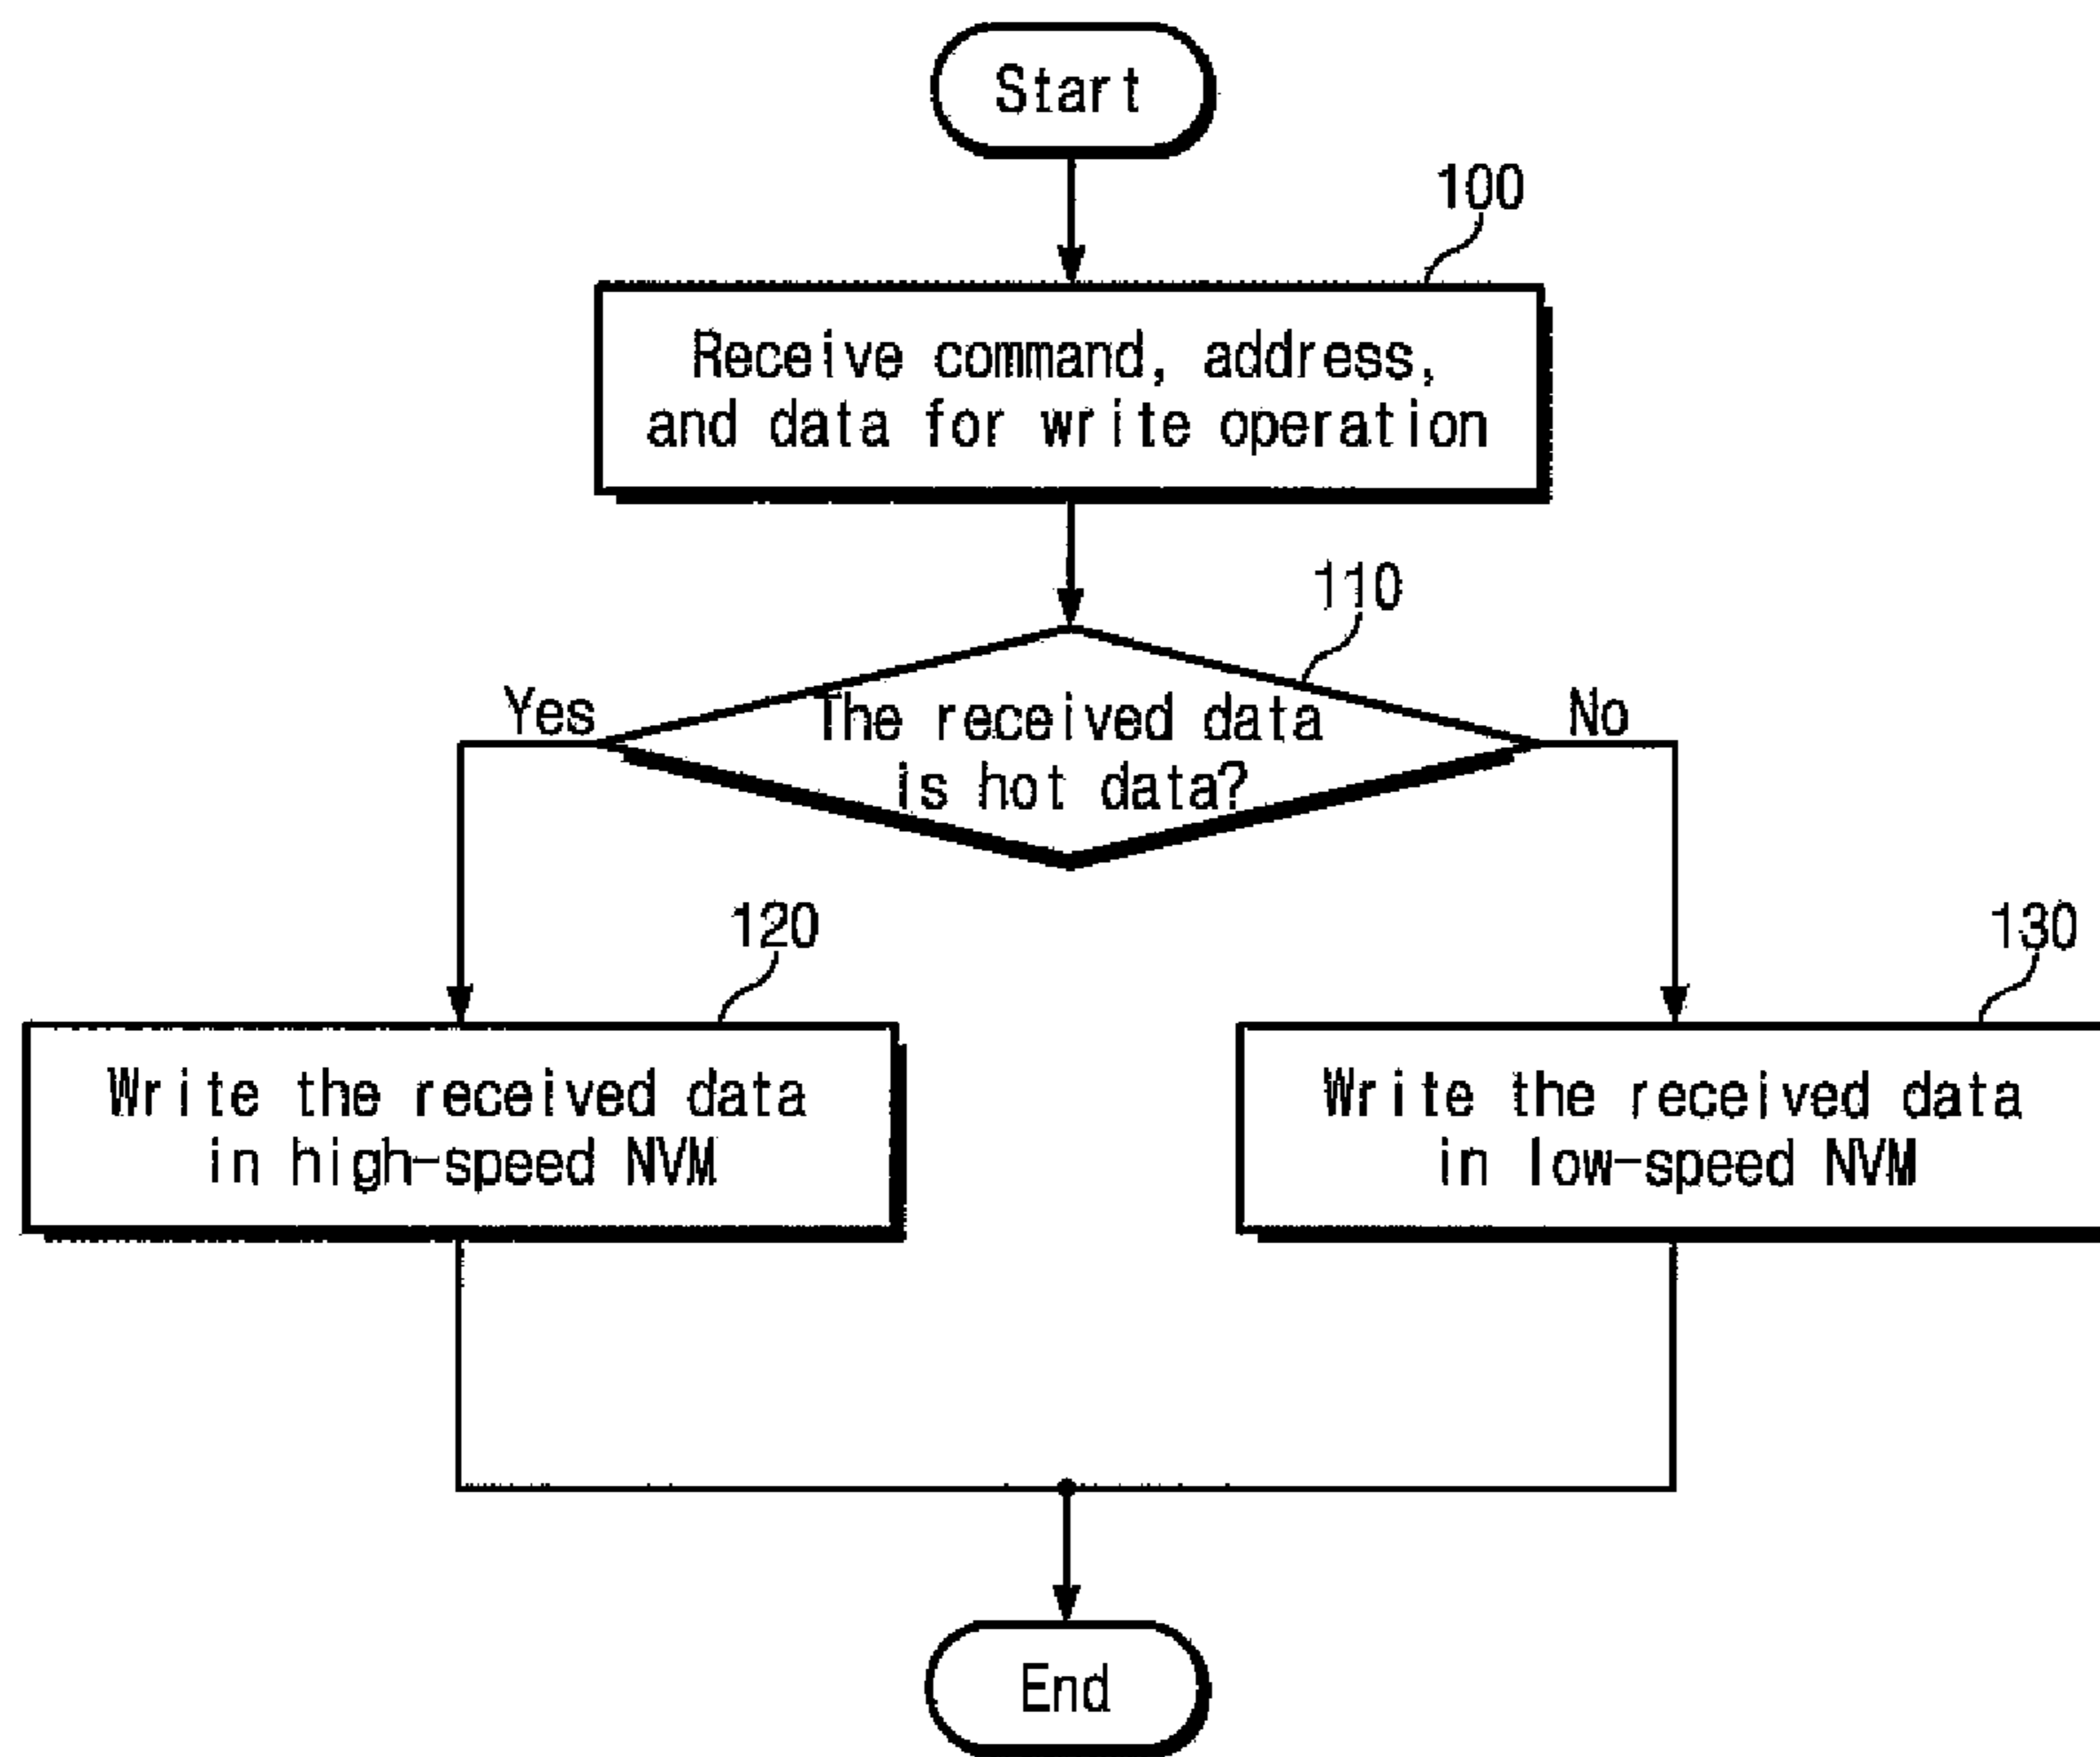 Start
100
Receive command, address,
and data for write operation
110
Yes
The received data
is hot data?
No
120
130
Write the received data
in high-speed NVM
Write the received data
in low-speed NVM
End